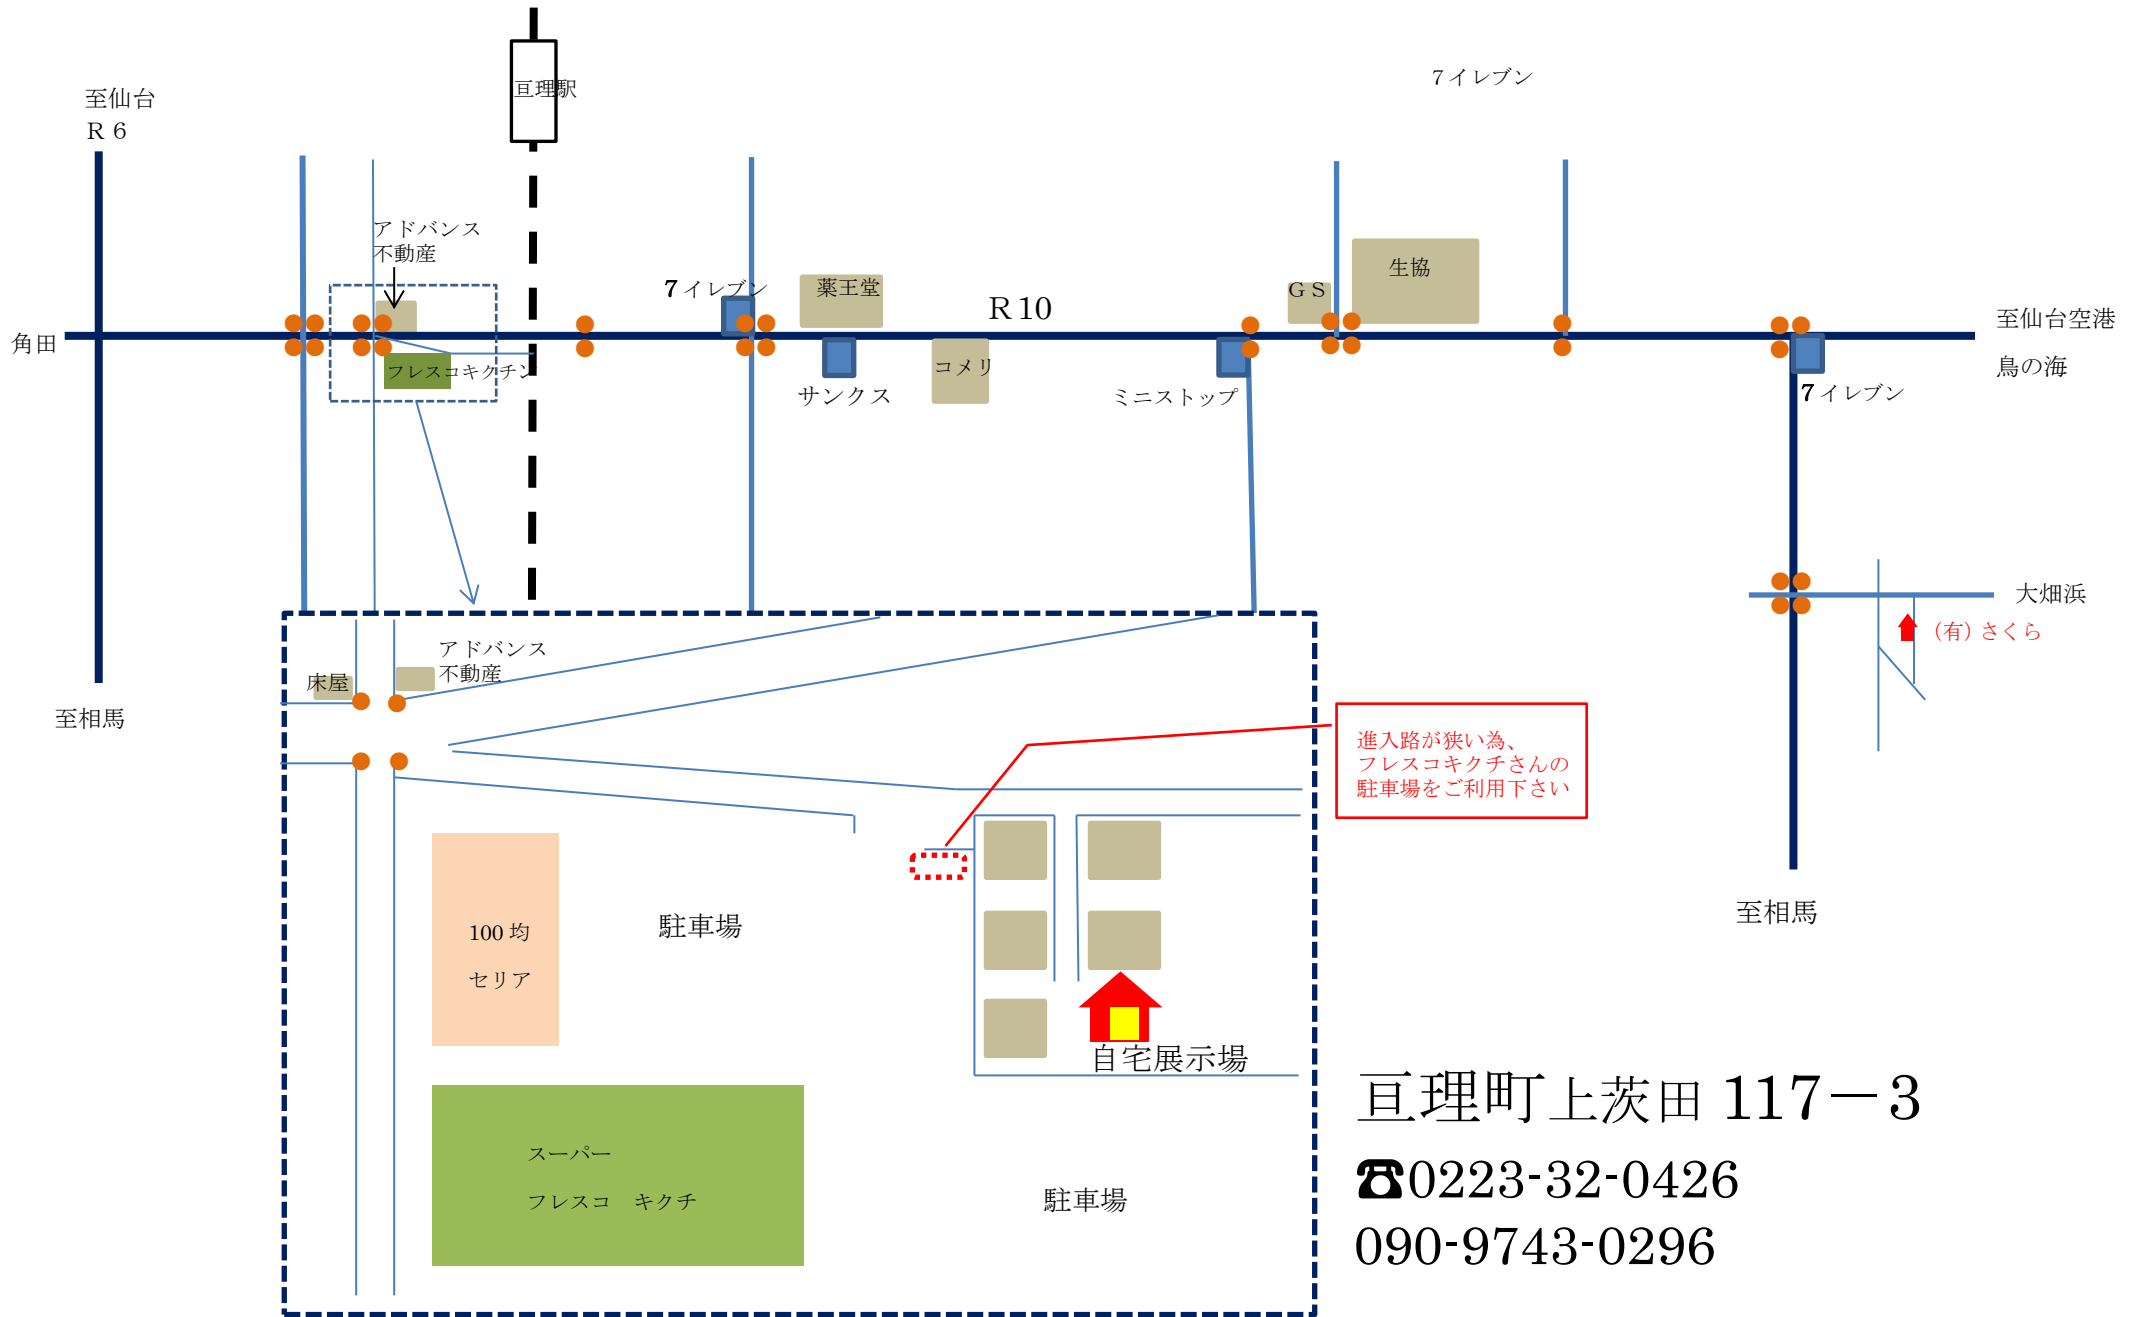 亘理駅
7イレブン
至仙台
R 6
アドバンス
不動産
7イレブン
薬王堂
R 10
G S
生協
至仙台空港
角田
フレスコキクチン
サンクス
コメリ
ミニストップ
鳥の海
7イレブン
大畑浜
(有)さくら
アドバンス
不動産
床屋
至相馬
進入路が狭い為、
フレスコキクチさんの
駐車場をご利用下さい
100 均
セリア
駐車場
至相馬
自宅展示場
スーパー
フレスコ　キクチ
駐車場
亘理町上茨田 117－3
☎0223-32-0426
090-9743-0296